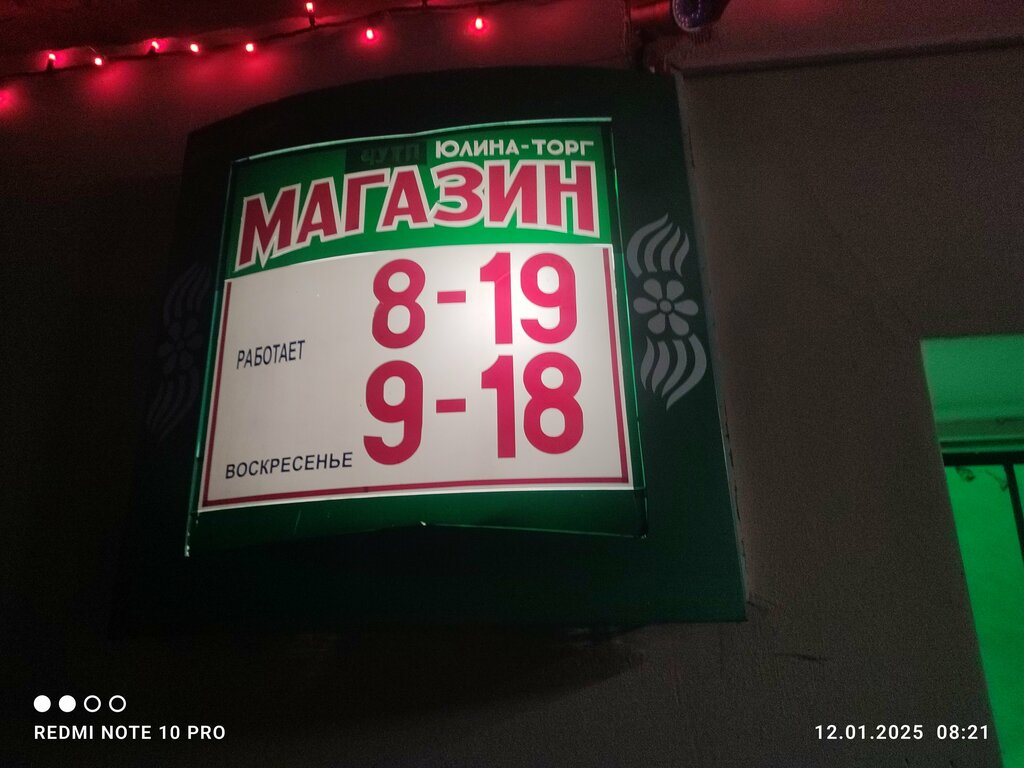 ЧУТП ЮЛИНА-ТОРГ
МАГАЗИН
8-19
РАБОТАЕТ
9-18
ВОСКРЕСЕНЬЕ
REDMI NOTE 10 PRO
12.01.2025 08:21